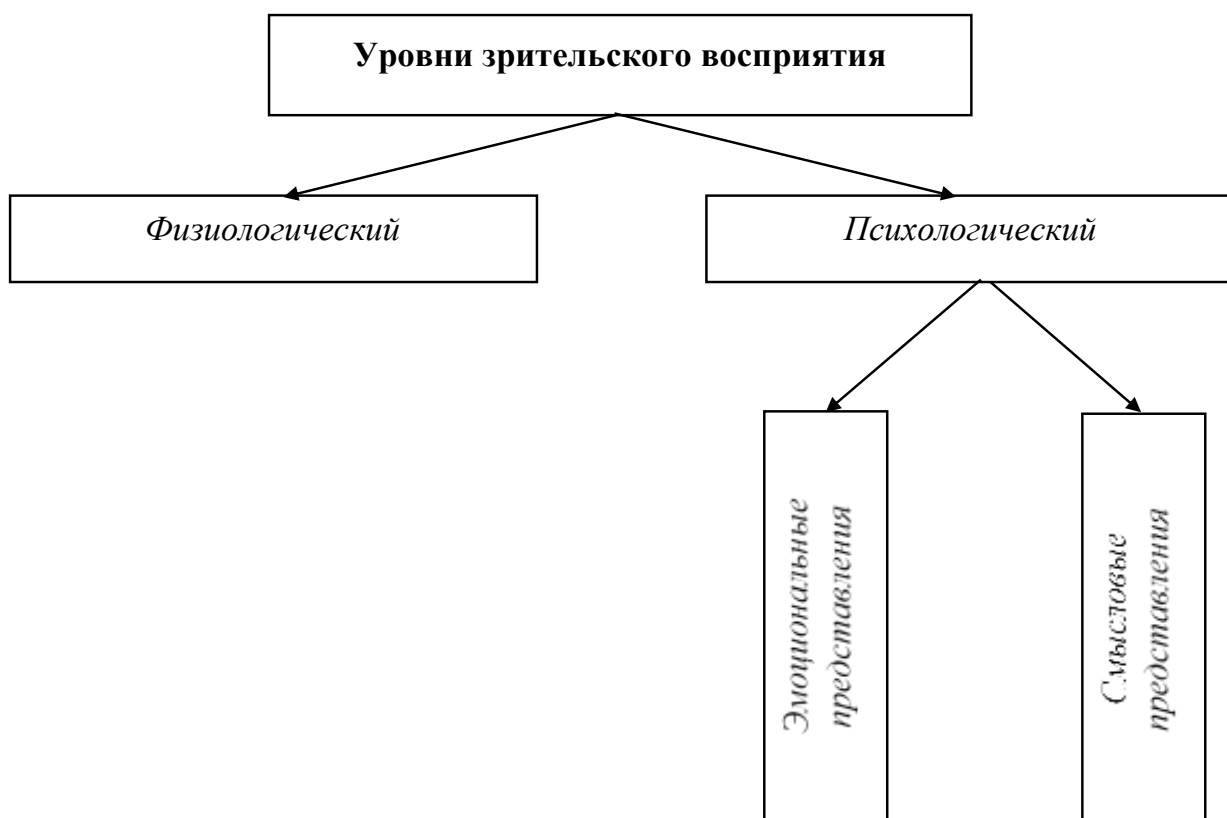 Уровни зрительского восприятия
Физиологический
Психологический
Эмоциональные
представления
Смысловые
представления